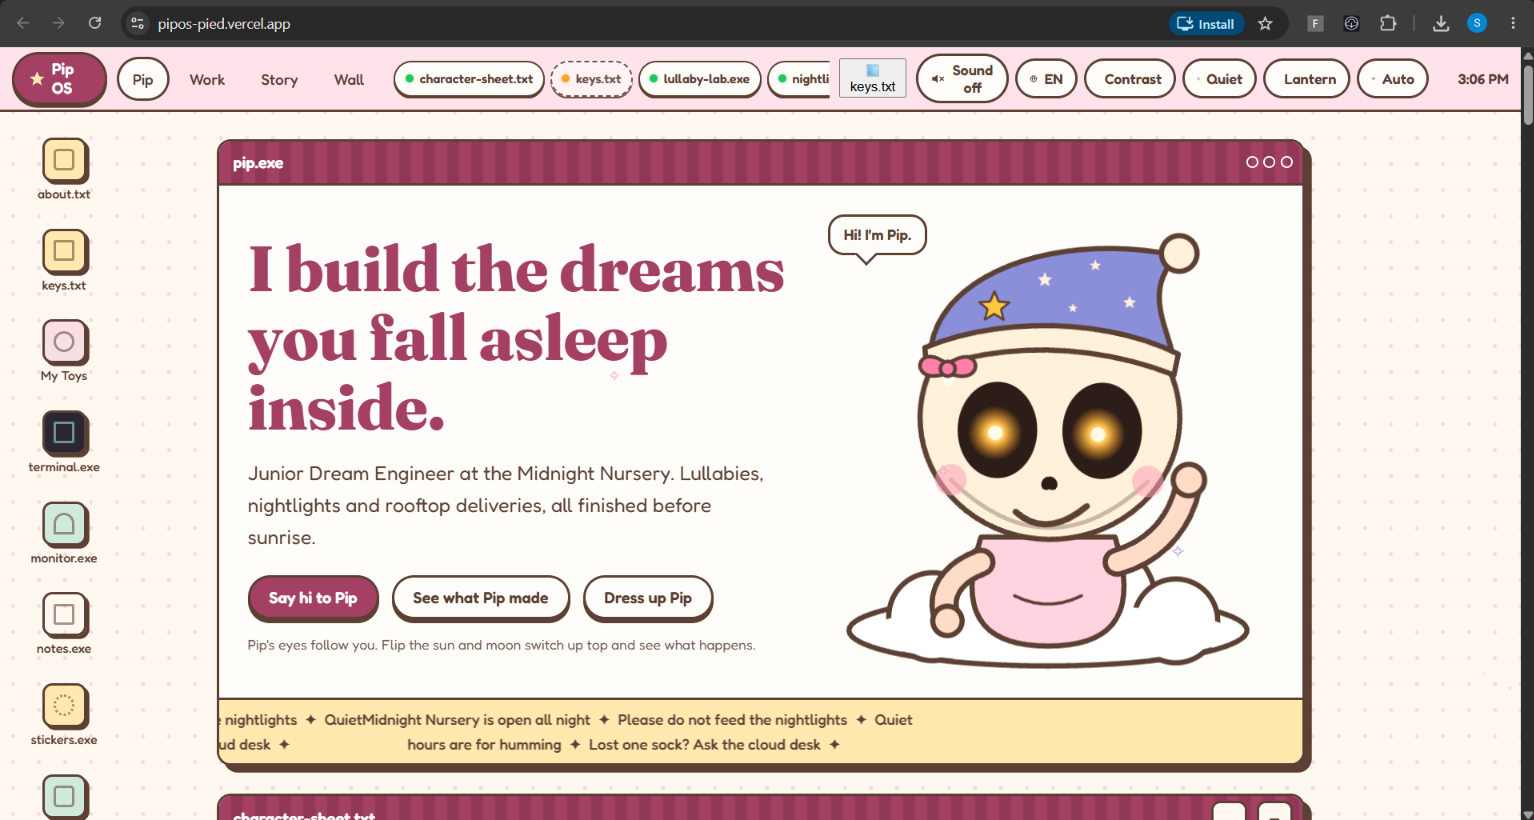 pipos-pied.vercel.app
Install
F
S
Pip
OS
Pip
Work
Story
Wall
character-sheet.txt
keys.txt
lullaby-lab.exe
nightli
keys.txt
Sound
off
EN
Contrast
Quiet
Lantern
Auto
3:06 PM
about.txt
keys.txt
My Toys
terminal.exe
monitor.exe
notes.exe
stickers.exe
pip.exe
Hi! I'm Pip.
I build the dreams
you fall asleep
inside.
Junior Dream Engineer at the Midnight Nursery. Lullabies,
nightlights and rooftop deliveries, all finished before
sunrise.
Say hi to Pip
See what Pip made
Dress up Pip
Pip's eyes follow you. Flip the sun and moon switch up top and see what happens.
e nightlights ✦ QuietMidnight Nursery is open all night ✦ Please do not feed the nightlights ✦ Quiet
ud desk ✦ hours are for humming ✦ Lost one sock? Ask the cloud desk ✦
character-sheet.txt